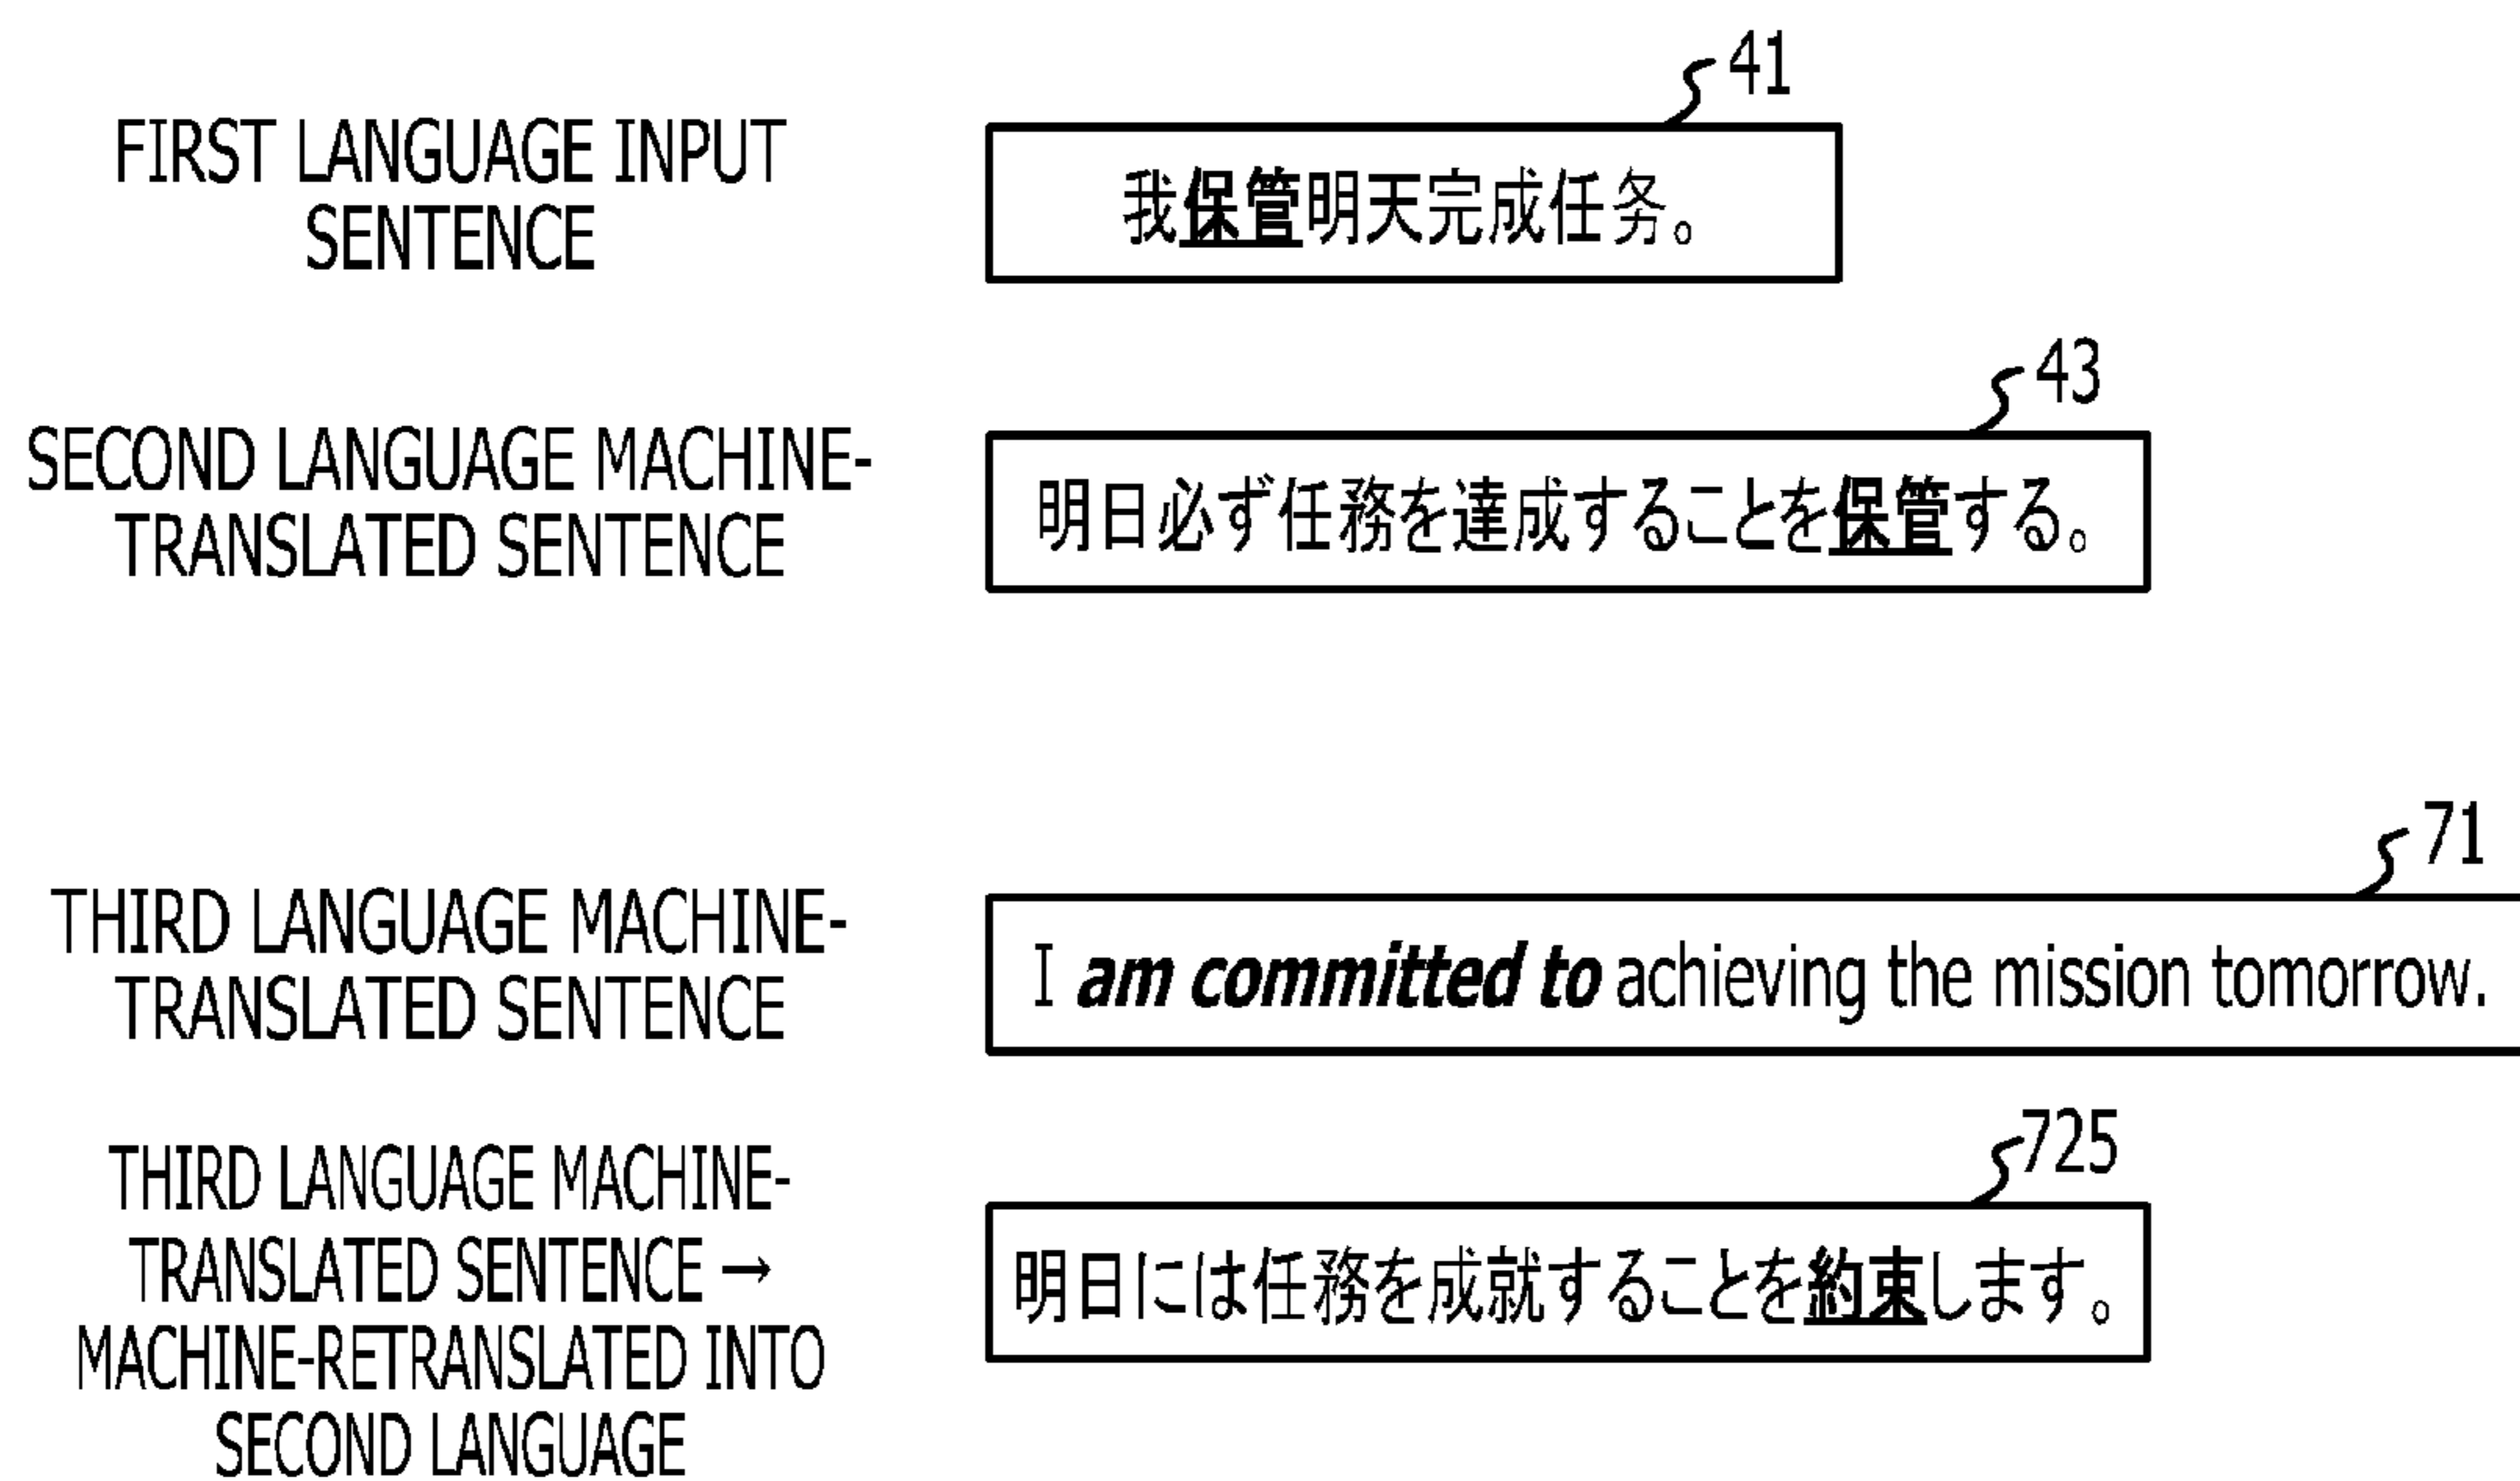 41
FIRST LANGUAGE INPUT
SENTENCE
我保管明天完成任务。
43
SECOND LANGUAGE MACHINE-
TRANSLATED SENTENCE
明日必ず任務を達成することを保管する。
71
THIRD LANGUAGE MACHINE-
TRANSLATED SENTENCE
I am committed to achieving the mission tomorrow.
725
THIRD LANGUAGE MACHINE-
TRANSLATED SENTENCE →
MACHINE-RETRANSLATED INTO
SECOND LANGUAGE
明日には任務を成就することを約束します。